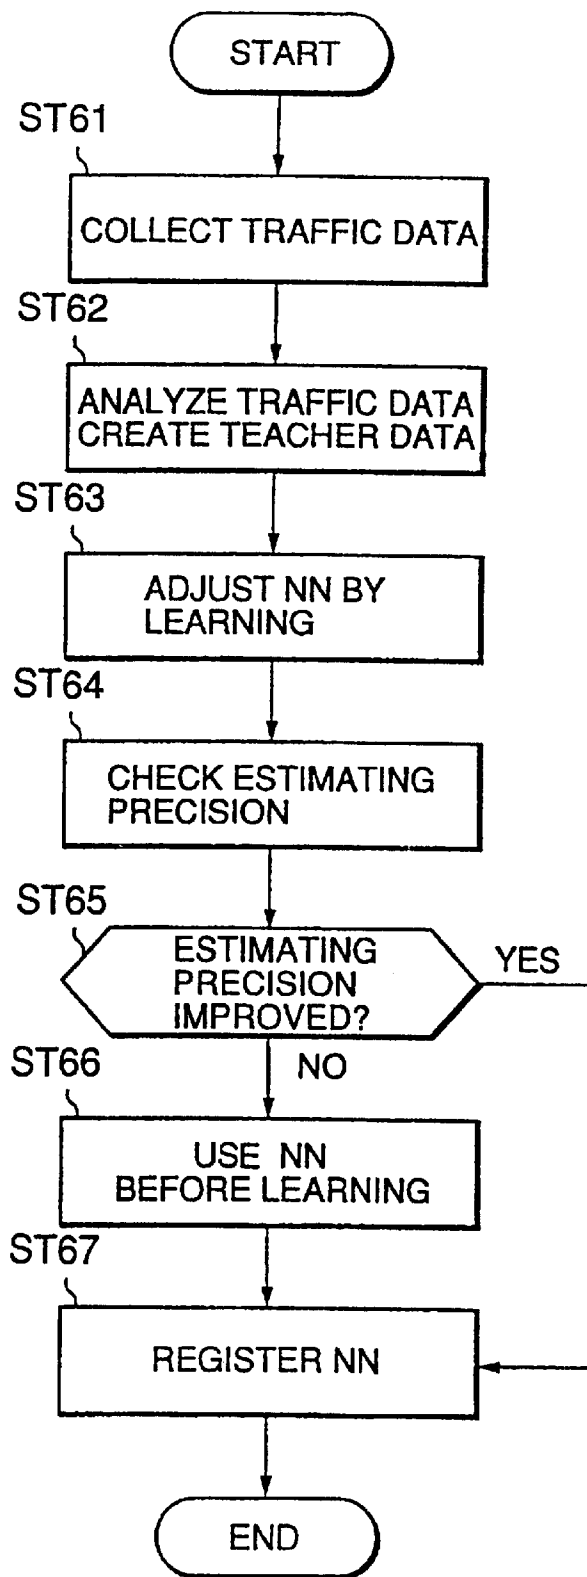 START
ST61
COLLECT TRAFFIC DATA
ST62
ANALYZE TRAFFIC DATA
CREATE TEACHER DATA
ST63
ADJUST NN BY
LEARNING
ST64
CHECK ESTIMATING
PRECISION
ST65
ESTIMATING
PRECISION
IMPROVED?
YES
NO
ST66
USE NN
BEFORE LEARNING
ST67
REGISTER NN
END